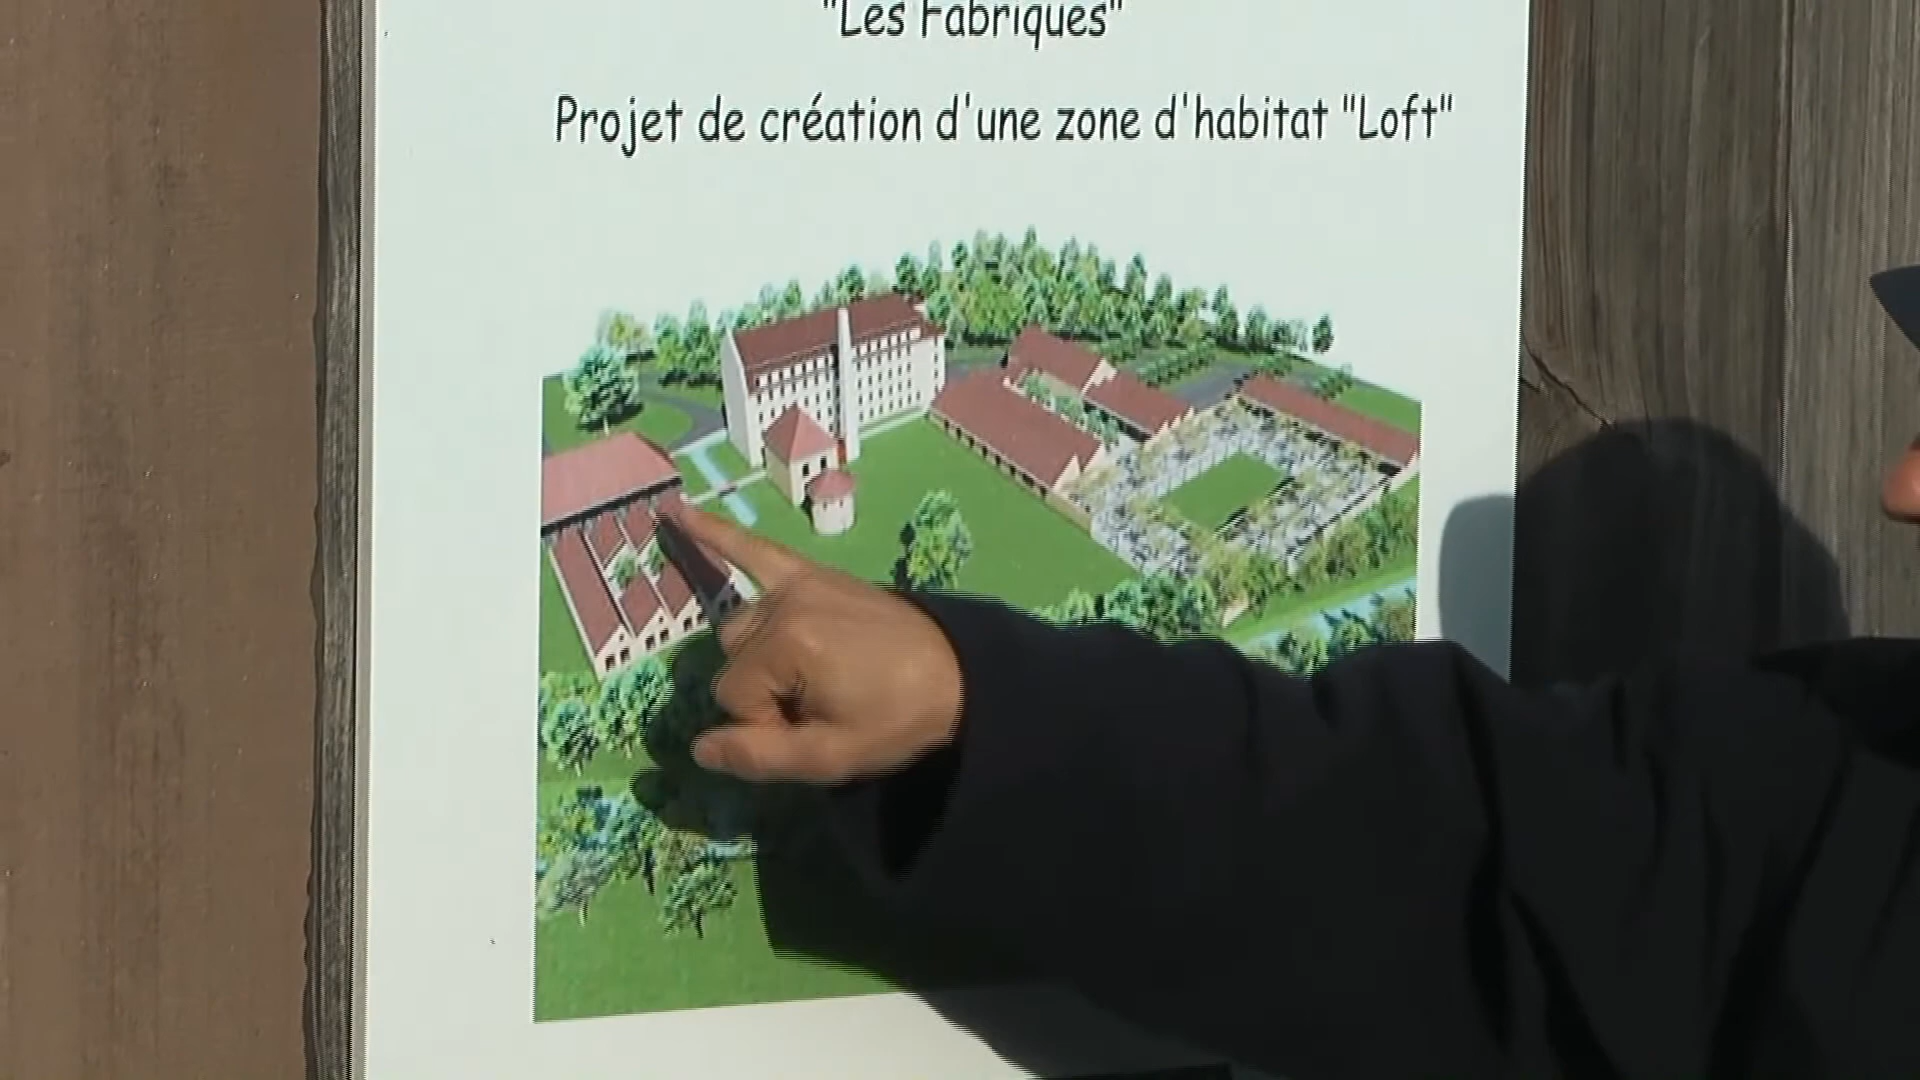 "Les Fabriques"
Projet de création d'une zone d'habitat "Loft"